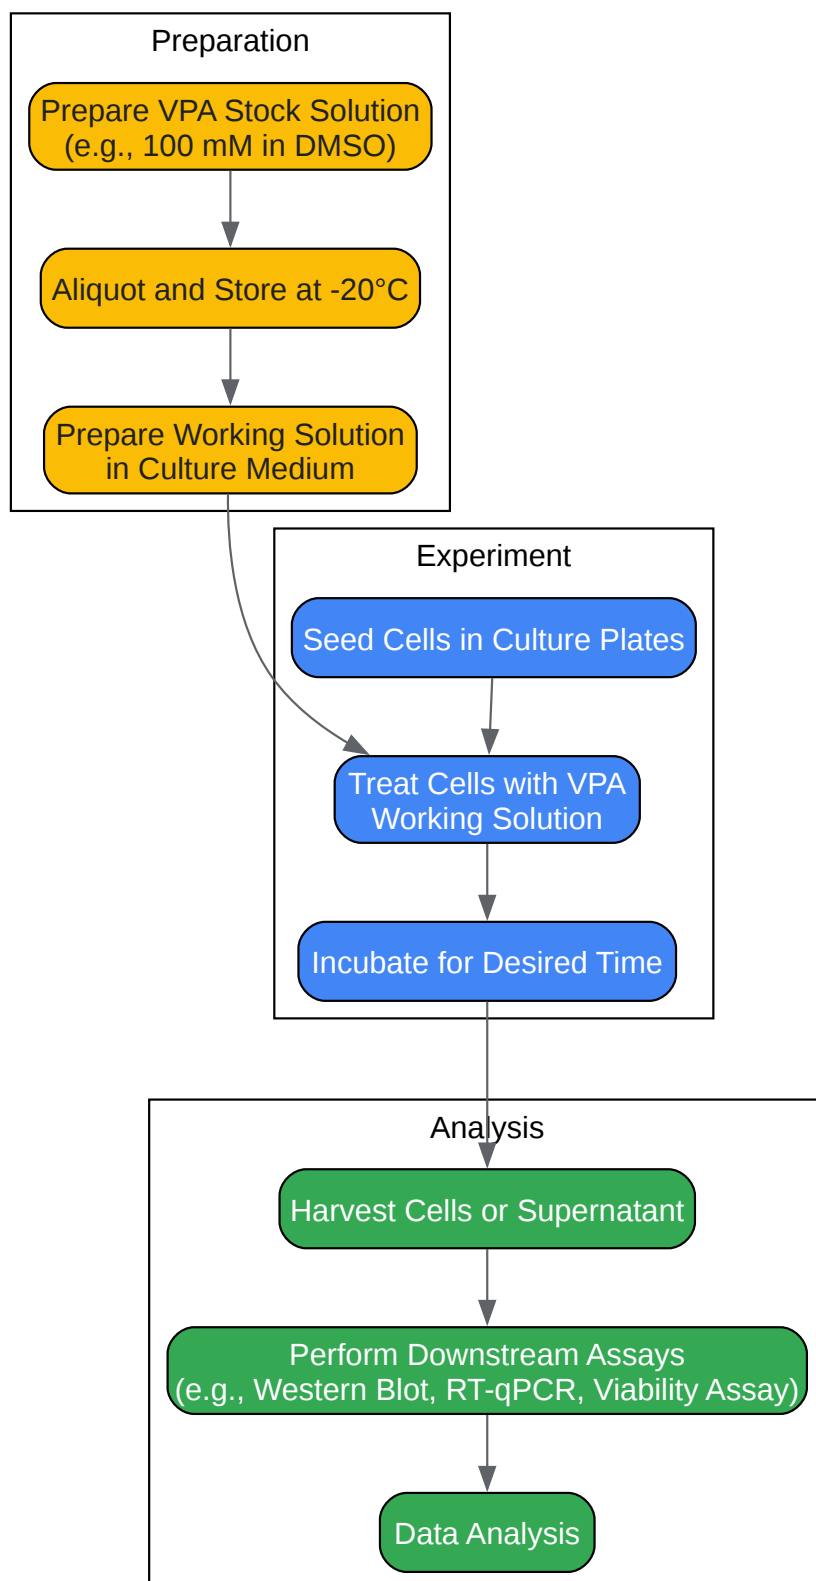 Preparation
Prepare VPA Stock Solution
(e.g., 100 mM in DMSO)
Aliquot and Store at -20°C
Prepare Working Solution
in Culture Medium
Experiment
Seed Cells in Culture Plates
Treat Cells with VPA
Working Solution
Incubate for Desired Time
Analysis
Harvest Cells or Supernatant
Perform Downstream Assays
(e.g., Western Blot, RT-qPCR, Viability Assay)
Data Analysis